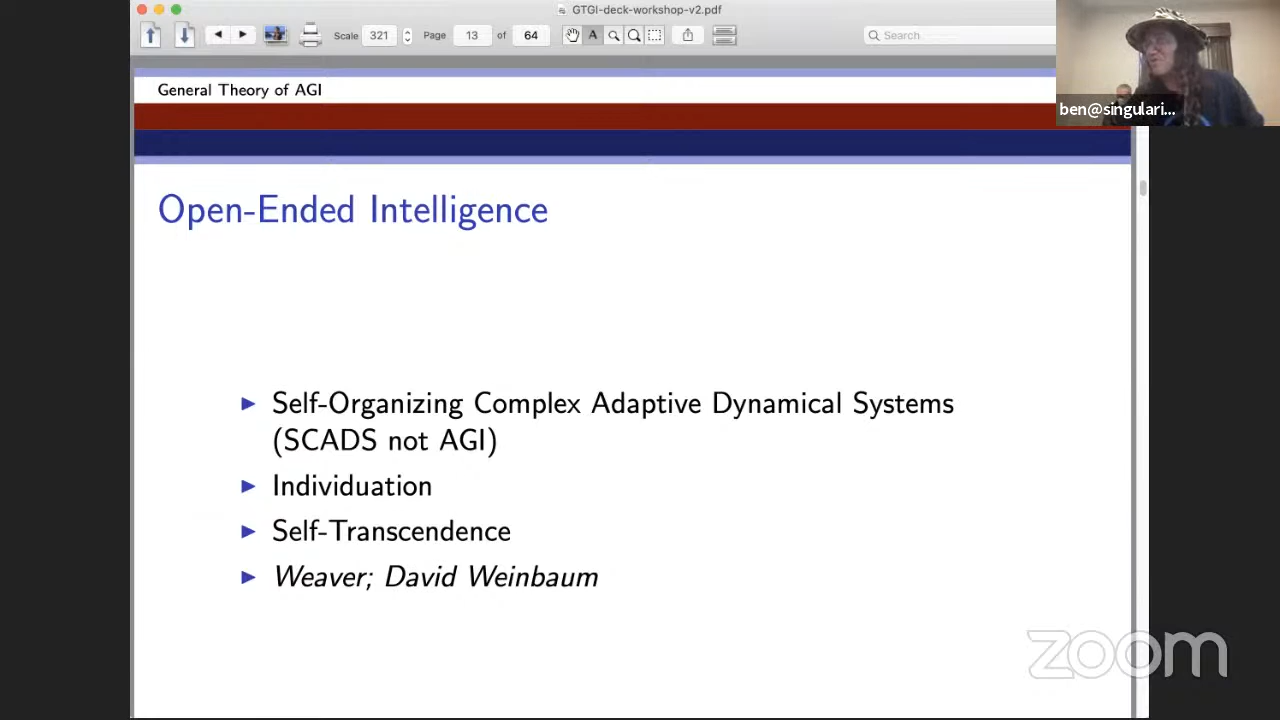 GTGI-deck-workshop-v2.pdf
Scale 321 Page 13 of 64 A Search
General Theory of AGI
ben@singulari...
Open-Ended Intelligence
Self-Organizing Complex Adaptive Dynamical Systems
(SCADS not AGI)
Individuation
Self-Transcendence
Weaver; David Weinbaum
zoom